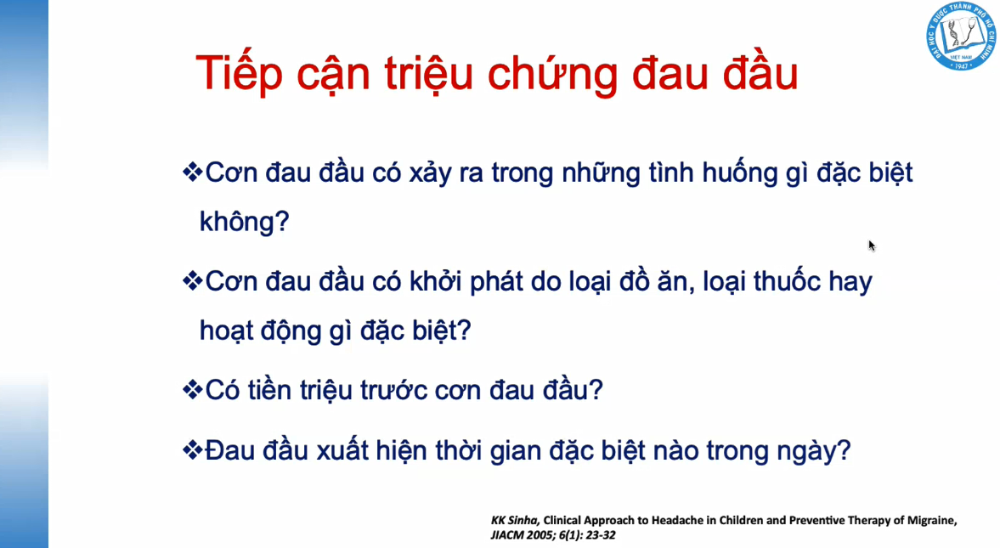 ĐẠI HỌC Y DƯỢC THÀNH PHỐ HỒ CHÍ MINH
VIỆT NAM
1947
Tiếp cận triệu chứng đau đầu
❖Cơn đau đầu có xảy ra trong những tình huống gì đặc biệt
không?
❖Cơn đau đầu có khởi phát do loại đồ ăn, loại thuốc hay
hoạt động gì đặc biệt?
❖Có tiền triệu trước cơn đau đầu?
❖Đau đầu xuất hiện thời gian đặc biệt nào trong ngày?
KK Sinha, Clinical Approach to Headache in Children and Preventive Therapy of Migraine,
JIACM 2005; 6(1): 23-32